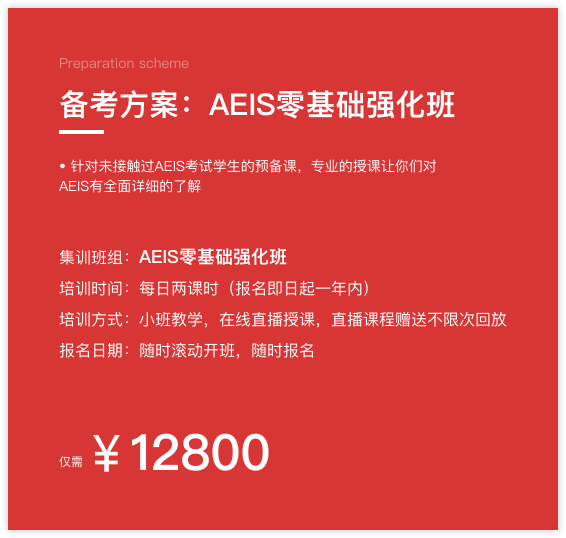 Preparation scheme
备考方案：AEIS零基础强化班
• 针对未接触过AEIS考试学生的预备课，专业的授课让你们对
AEIS有全面详细的了解
集训班组：AEIS零基础强化班
培训时间：每日两课时（报名即日起一年内）
培训方式：小班教学，在线直播授课，直播课程赠送不限次回放
报名日期：随时滚动开班，随时报名
仅需 ￥12800